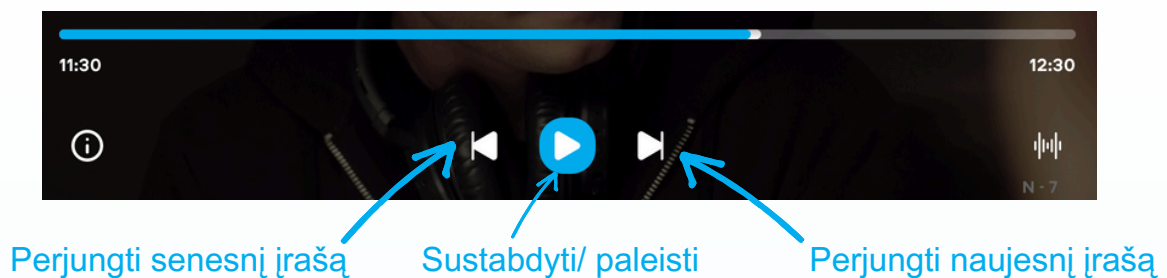 11:30 12:30
N - 7
Perjungti senesnį įrašą Sustabdyti/ paleisti Perjungti naujesnį įrašą